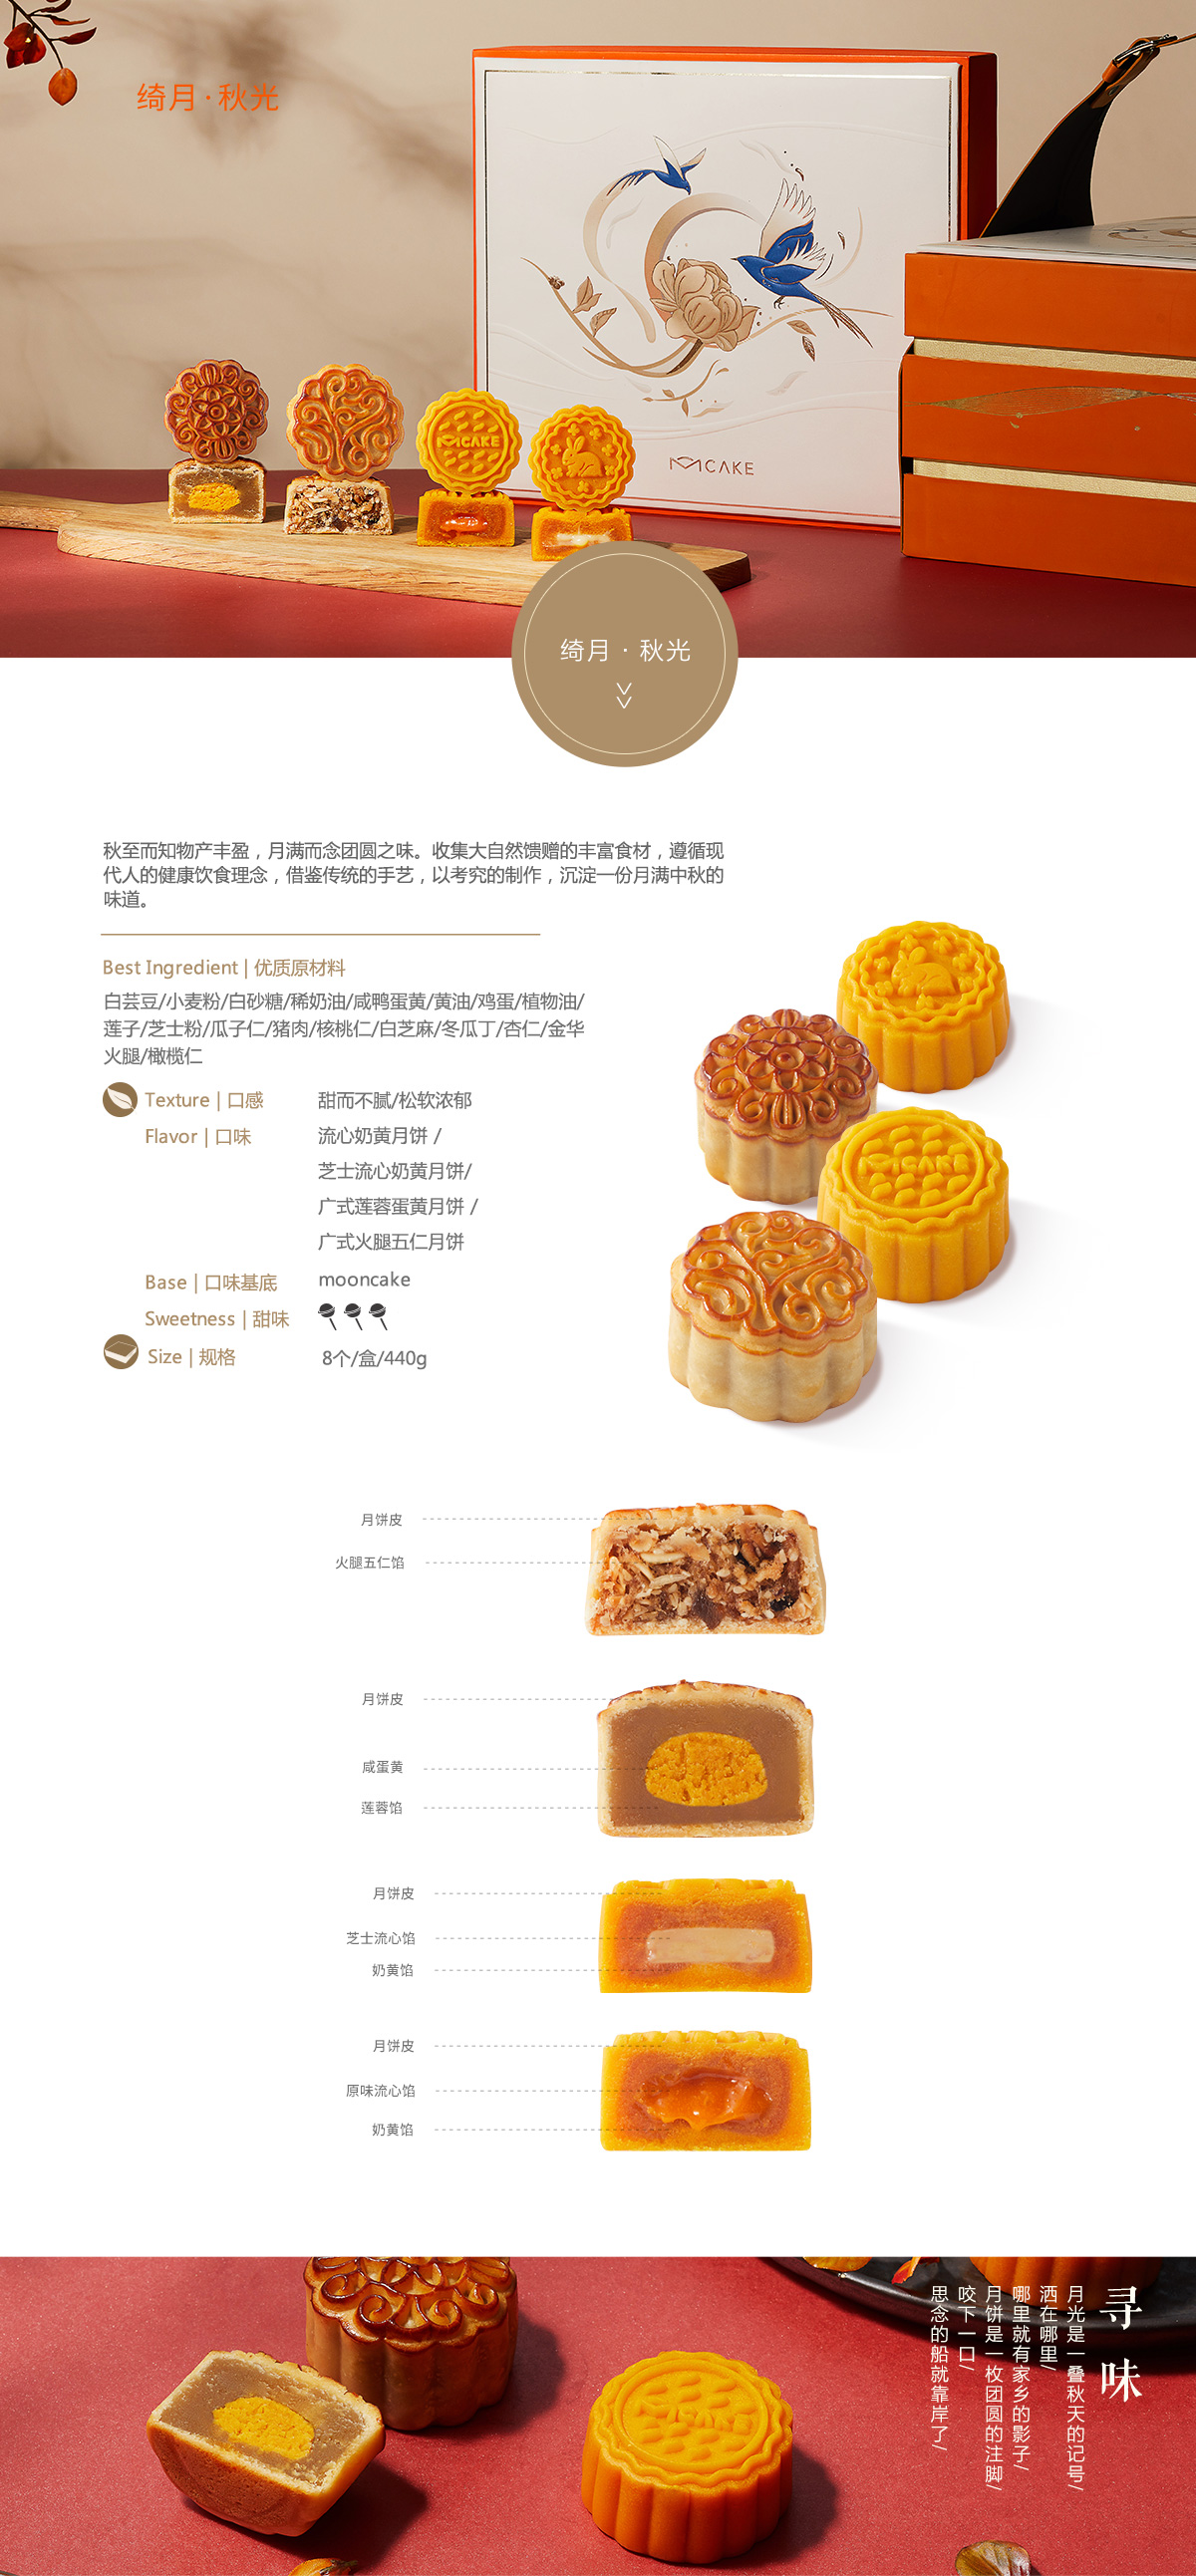 绮月·秋光
MCAKE
MCAKE
绮月·秋光
秋至而知物产丰盈，月满而念团圆之味。收集大自然馈赠的丰富食材，遵循现
代人的健康饮食理念，借鉴传统的手艺，以考究的制作，沉淀一份月满中秋的
味道。
Best Ingredient | 优质原材料
白芸豆/小麦粉/白砂糖/稀奶油/咸鸭蛋黄/黄油/鸡蛋/植物油/
莲子/芝士粉/瓜子仁/猪肉/核桃仁/白芝麻/冬瓜丁/杏仁/金华
火腿/橄榄仁
Texture | 口感 甜而不腻/松软浓郁
Flavor | 口味 流心奶黄月饼 /
芝士流心奶黄月饼/
广式莲蓉蛋黄月饼 /
广式火腿五仁月饼
Base | 口味基底 mooncake
Sweetness | 甜味
Size | 规格 8个/盒/440g
MCAKE
月饼皮
火腿五仁馅
月饼皮
咸蛋黄
莲蓉馅
月饼皮
芝士流心馅
奶黄馅
月饼皮
原味流心馅
奶黄馅
寻味
月光是一叠秋天的记号/
洒在哪里/
哪里就有家乡的影子/
月饼是一枚团圆的注脚/
咬下一口/
思念的船就靠岸了/
MCAKE